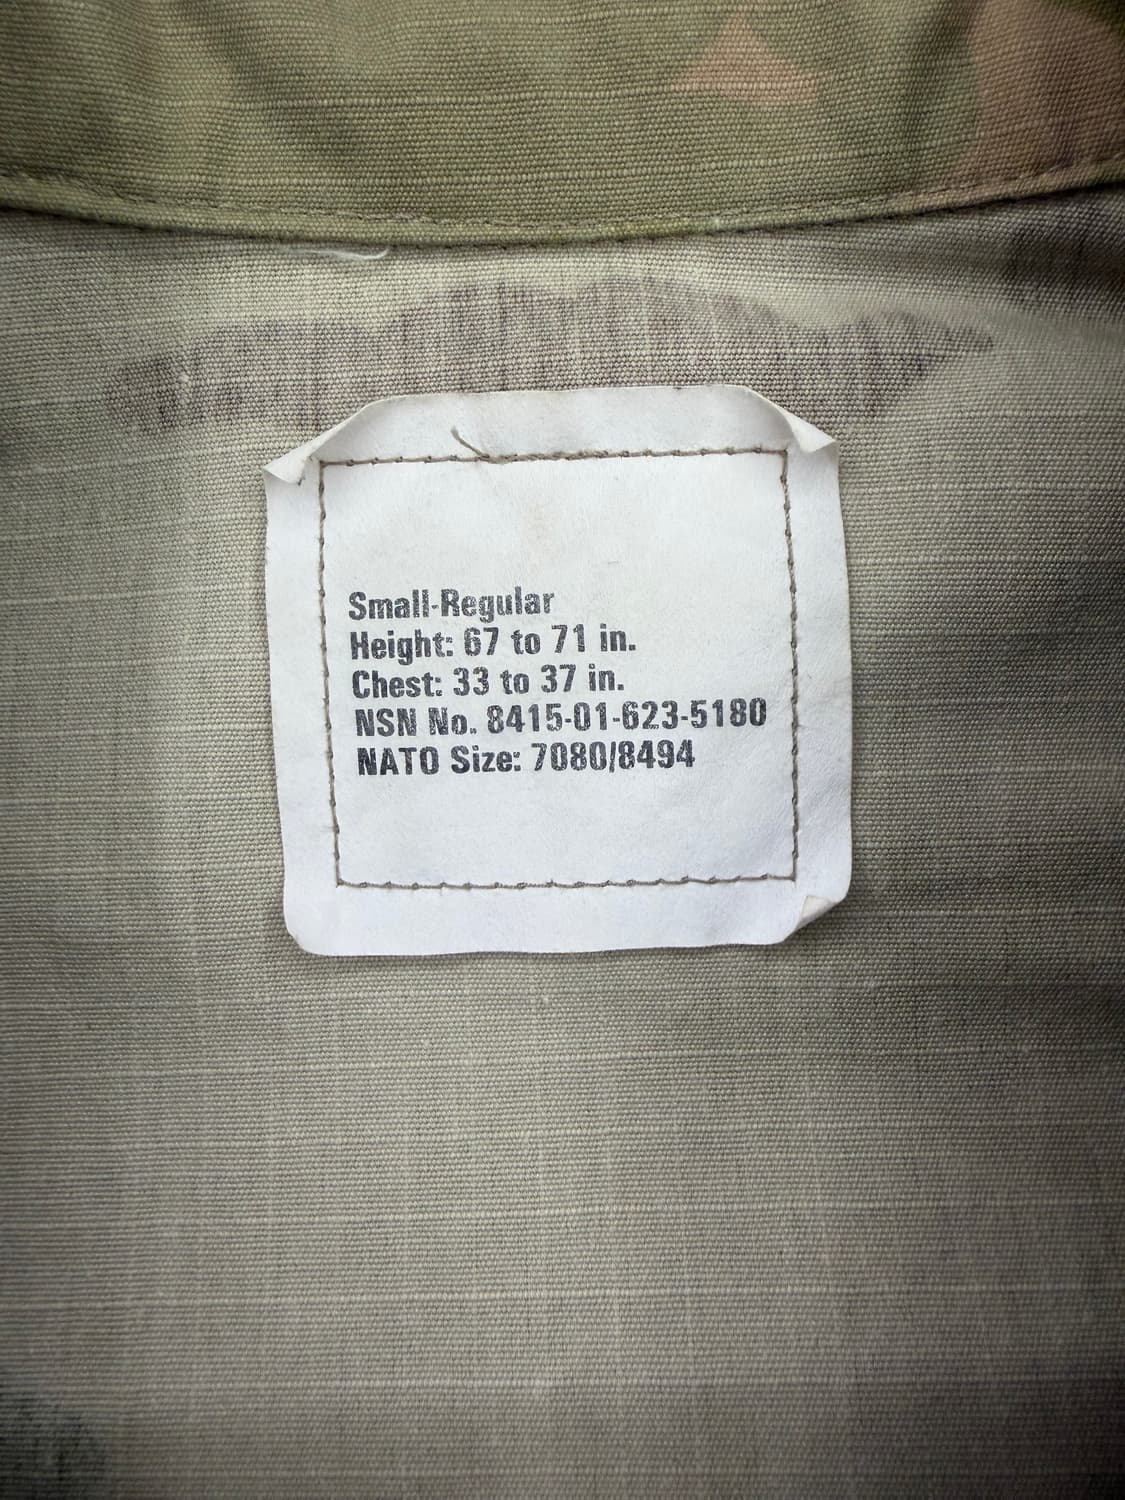 Small-Regular
Height: 67 to 71 in.
Chest: 33 to 37 in.
NSN No. 8415-01-623-5180
NATO Size: 7080/8494